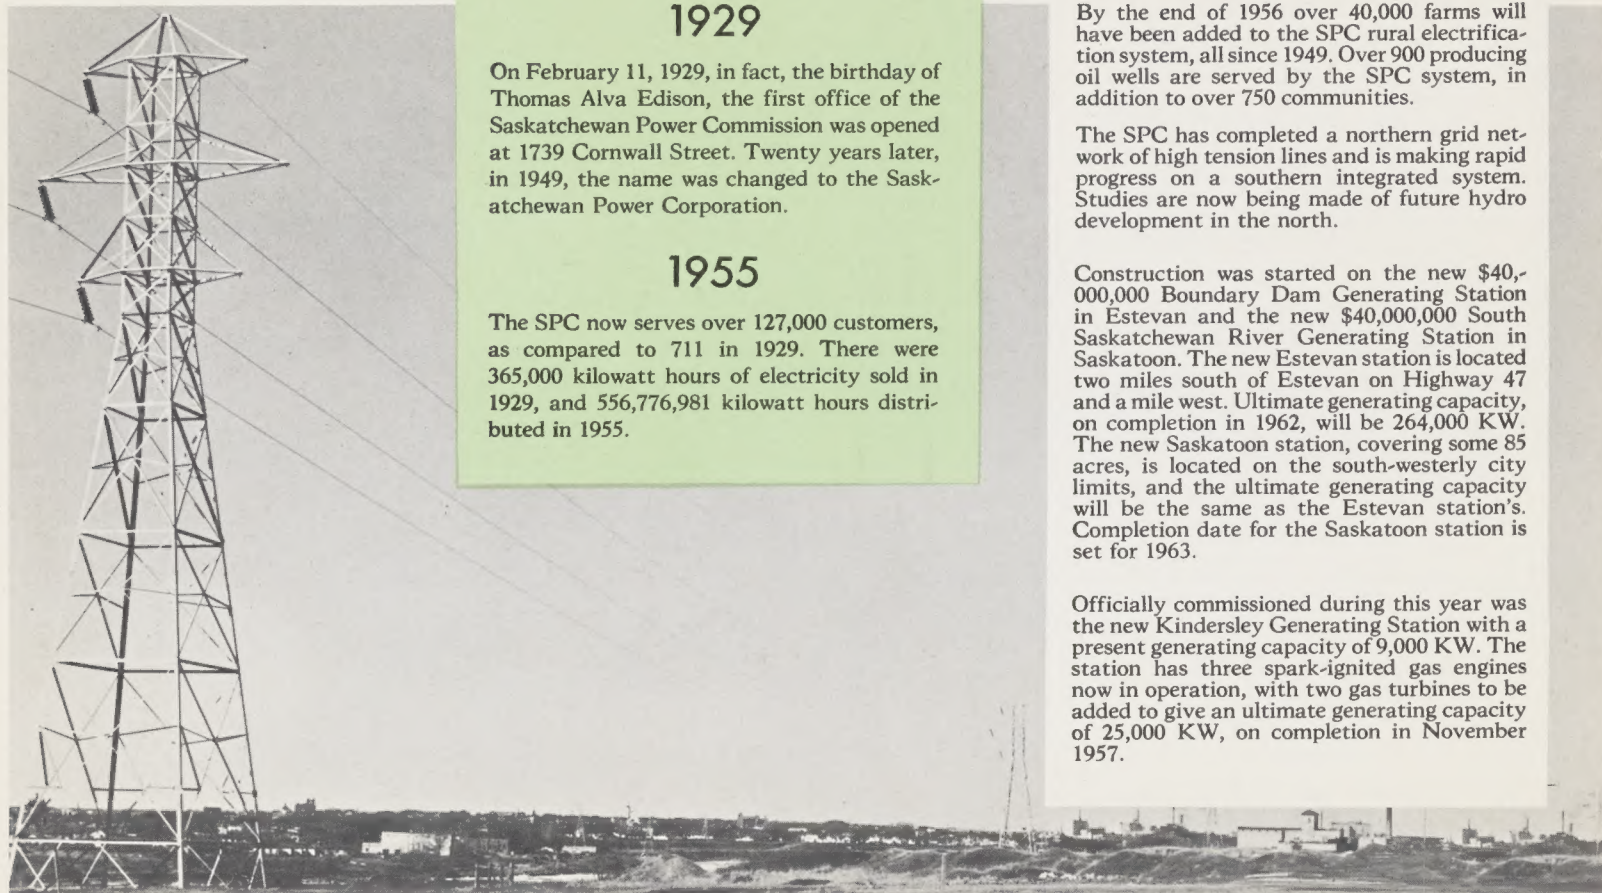 1929
On February 11, 1929, in fact, the birthday of
Thomas Alva Edison, the first office of the
Saskatchewan Power Commission was opened
at 1739 Cornwall Street. Twenty years later,
in 1949, the name was changed to the Sask-
atchewan Power Corporation.
1955
The SPC now serves over 127,000 customers,
as compared to 711 in 1929. There were
365,000 kilowatt hours of electricity sold in
1929, and 556,776,981 kilowatt hours distri-
buted in 1955.
By the end of 1956 over 40,000 farms will
have been added to the SPC rural electrifica-
tion system, all since 1949. Over 900 producing
oil wells are served by the SPC system, in
addition to over 750 communities.
The SPC has completed a northern grid net-
work of high tension lines and is making rapid
progress on a southern integrated system.
Studies are now being made of future hydro
development in the north.
Construction was started on the new $40,-
000,000 Boundary Dam Generating Station
in Estevan and the new $40,000,000 South
Saskatchewan River Generating Station in
Saskatoon. The new Estevan station is located
two miles south of Estevan on Highway 47
and a mile west. Ultimate generating capacity,
on completion in 1962, will be 264,000 KW.
The new Saskatoon station, covering some 85
acres, is located on the south-westerly city
limits, and the ultimate generating capacity
will be the same as the Estevan station's.
Completion date for the Saskatoon station is
set for 1963.
Officially commissioned during this year was
the new Kindersley Generating Station with a
present generating capacity of 9,000 KW. The
station has three spark-ignited gas engines
now in operation, with two gas turbines to be
added to give an ultimate generating capacity
of 25,000 KW, on completion in November
1957.